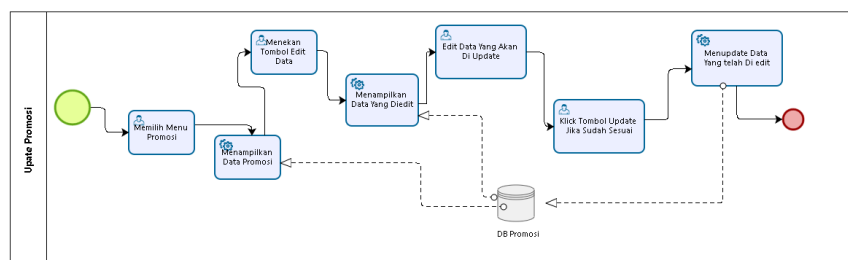 Upate Promosi
Memilih Menu
Promosi
Menampilkan
Data Promosi
Menekan
Tombol Edit
Data
Menampilkan
Data Yang Diedit
Edit Data Yang Akan
Di Update
Klick Tombol Update
Jika Sudah Sesuai
Menupdate Data
Yang telah Di edit
DB Promosi